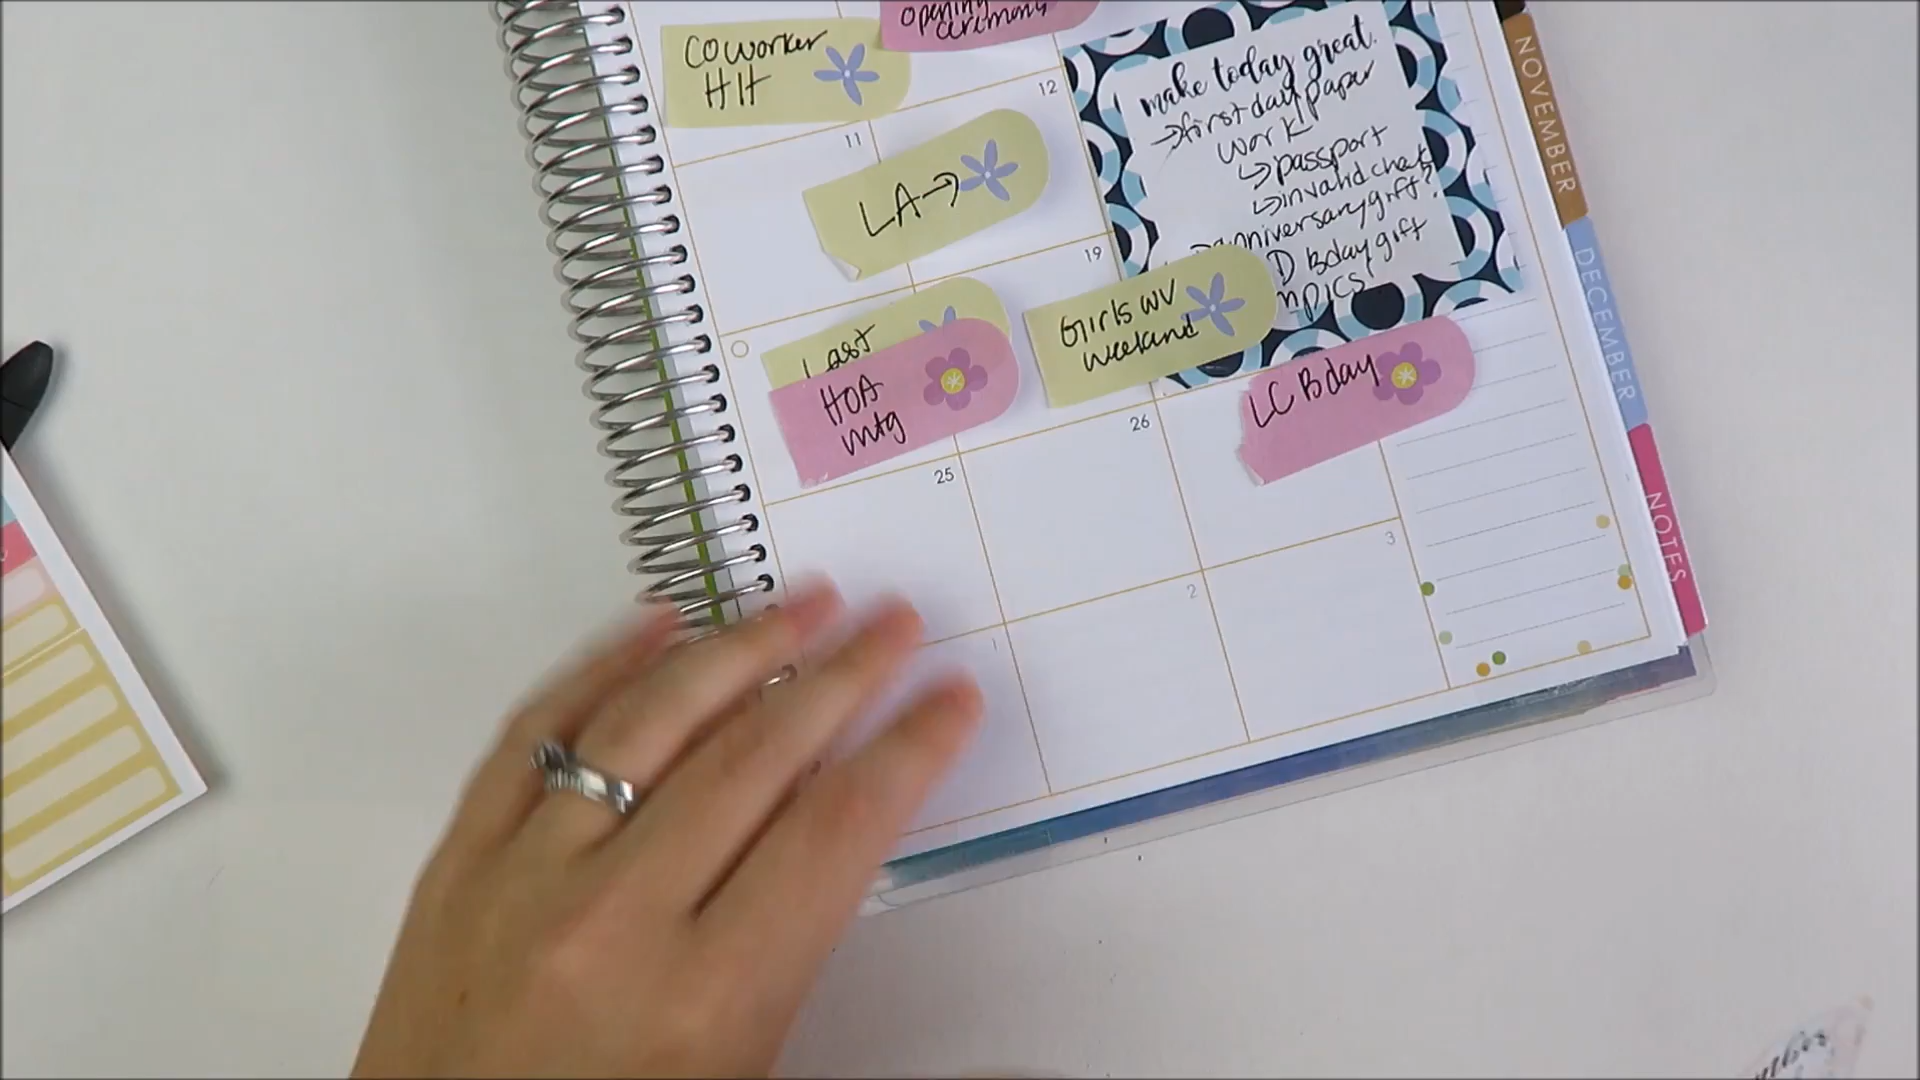 opening
ceremony
Coworker
HH
11
12
LA→
19
Last
HOA
mtg
Girls WV
weekend
LC Bday
25
26
1
2
3
make today great.
→first day paper
work
↳passport
↳invalid check
anniversary gift?
D Bday gift
NOVEMBER
DECEMBER
NOTES